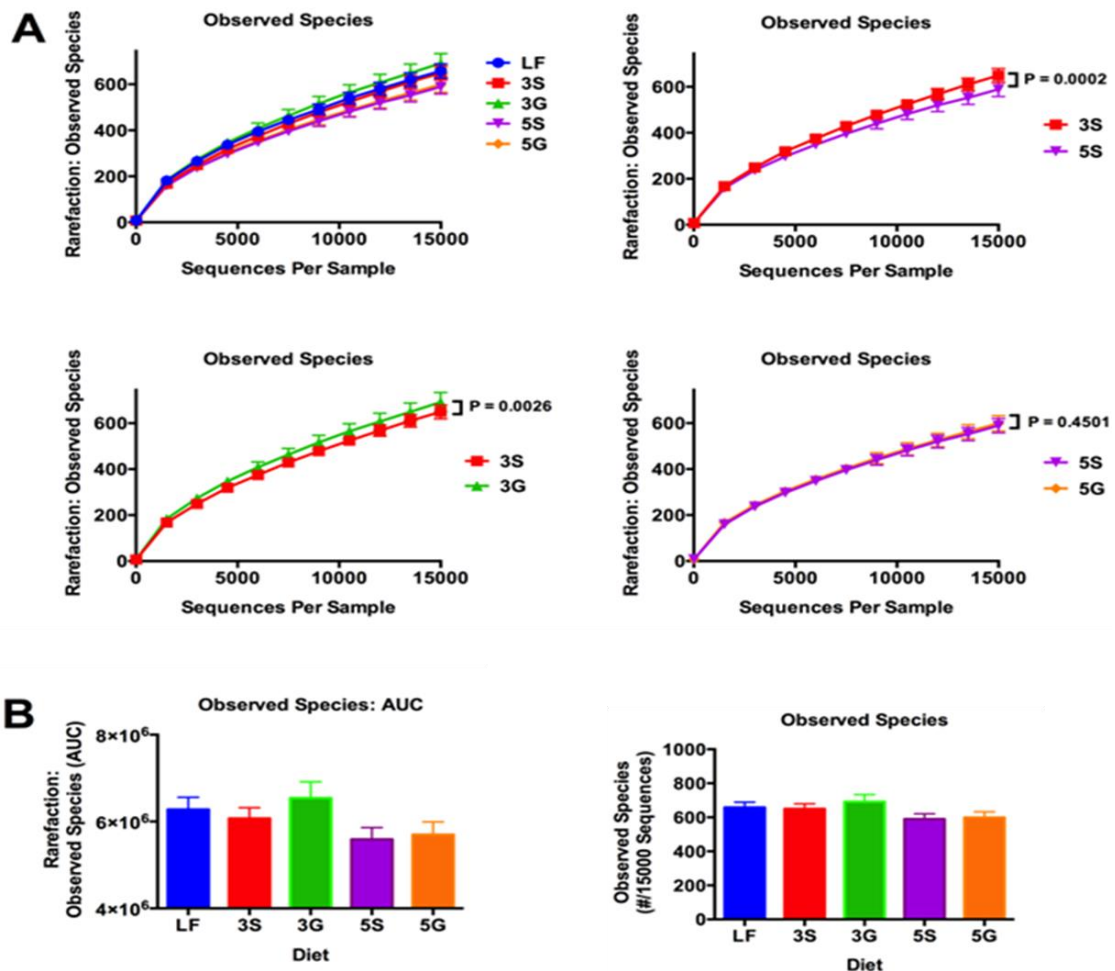 A
Observed Species
Rarefaction: Observed Species
600
400
200
0
0 5000 10000 15000
Sequences Per Sample
LF
3S
3G
5S
5G
Observed Species
Rarefaction: Observed Species
600
400
200
0
0 5000 10000 15000
Sequences Per Sample
P = 0.0002
3S
5S
Observed Species
Rarefaction: Observed Species
600
400
200
0
0 5000 10000 15000
Sequences Per Sample
P = 0.0026
3S
3G
Observed Species
Rarefaction: Observed Species
600
400
200
0
0 5000 10000 15000
Sequences Per Sample
P = 0.4501
5S
5G
B
Observed Species: AUC
Rarefaction:
Observed Species (AUC)
8×10⁶
6×10⁶
4×10⁶
LF 3S 3G 5S 5G
Diet
Observed Species
Observed Species
(#/15000 Sequences)
1000
800
600
400
200
0
LF 3S 3G 5S 5G
Diet